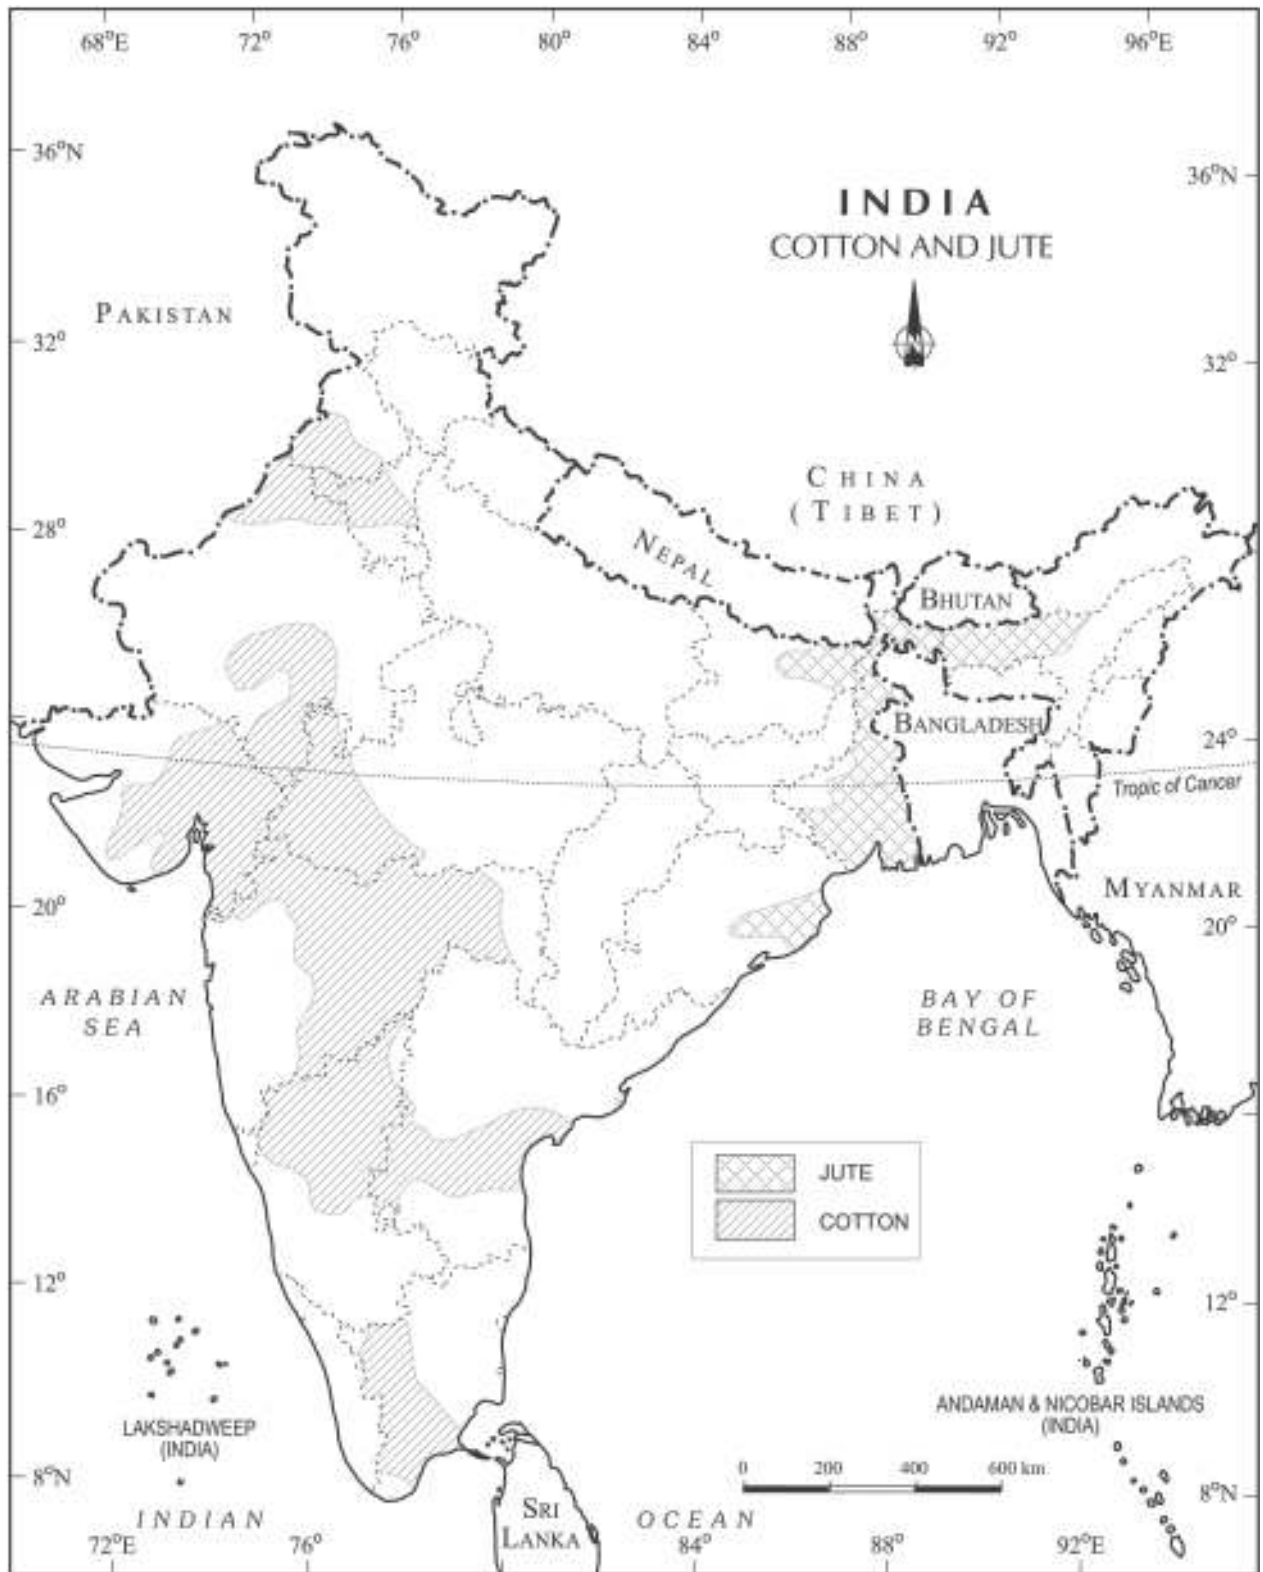 68°E 72° 76° 80° 84° 88° 92° 96°E
36°N
36°N
INDIA
COTTON AND JUTE
PAKISTAN
32°
32°
CHINA
(TIBET)
28°
NEPAL
BHUTAN
BANGLADESH
24°
Tropic of Cancer
MYANMAR
20°
20°
ARABIAN
SEA
BAY OF
BENGAL
16°
JUTE
COTTON
12°
12°
LAKSHADWEEP
(INDIA)
ANDAMAN & NICOBAR ISLANDS
(INDIA)
0 200 400 600 km
8°N
8°N
SRI
LANKA
INDIAN OCEAN
72°E 76° 84° 88° 92°E